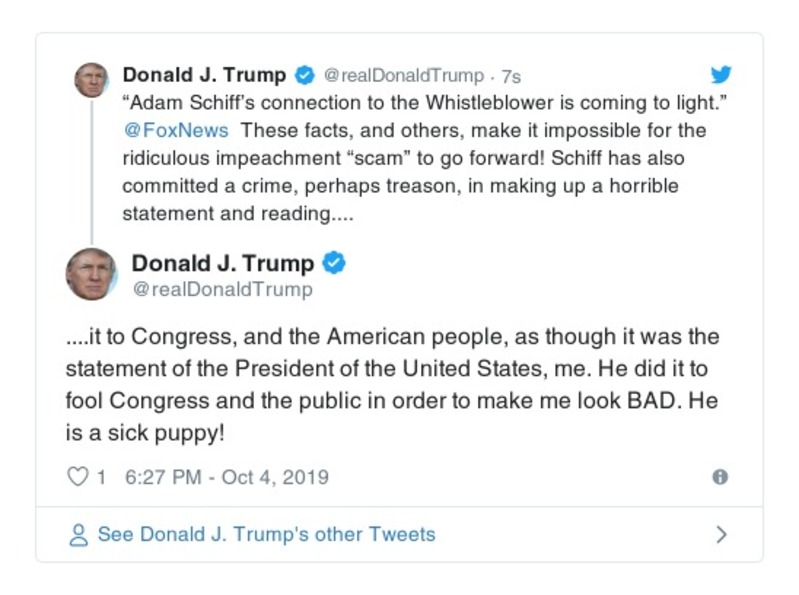 Donald J. Trump @realDonaldTrump · 7s
“Adam Schiff’s connection to the Whistleblower is coming to light.”
@FoxNews These facts, and others, make it impossible for the
ridiculous impeachment “scam” to go forward! Schiff has also
committed a crime, perhaps treason, in making up a horrible
statement and reading....
Donald J. Trump
@realDonaldTrump
....it to Congress, and the American people, as though it was the
statement of the President of the United States, me. He did it to
fool Congress and the public in order to make me look BAD. He
is a sick puppy!
1 6:27 PM - Oct 4, 2019
See Donald J. Trump's other Tweets